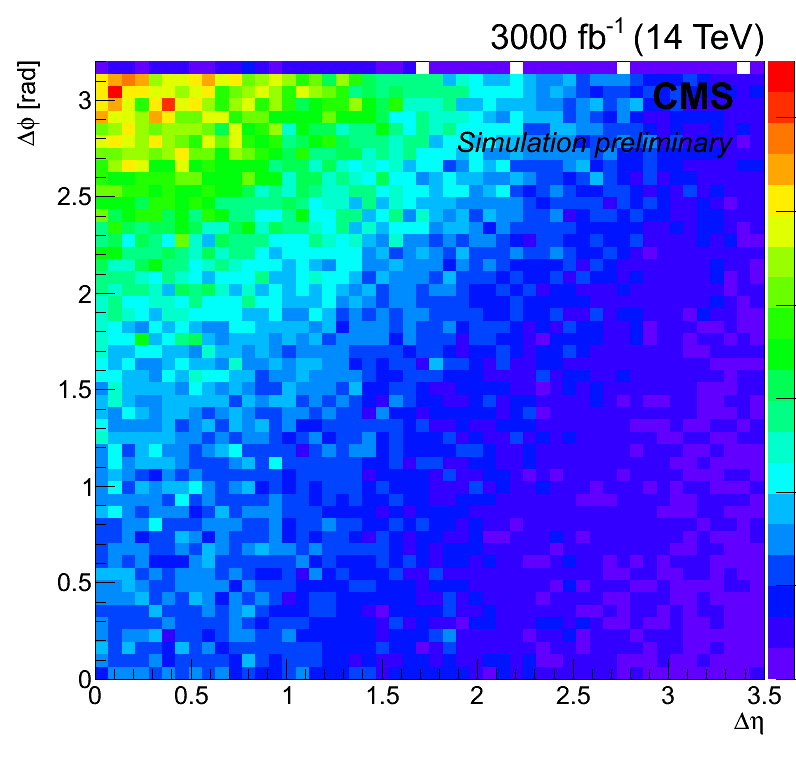 3000 fb⁻¹ (14 TeV)
Δϕ [rad]
CMS
Simulation preliminary
3
2.5
2
1.5
1
0.5
0
0 0.5 1 1.5 2 2.5 3 3.5
Δη